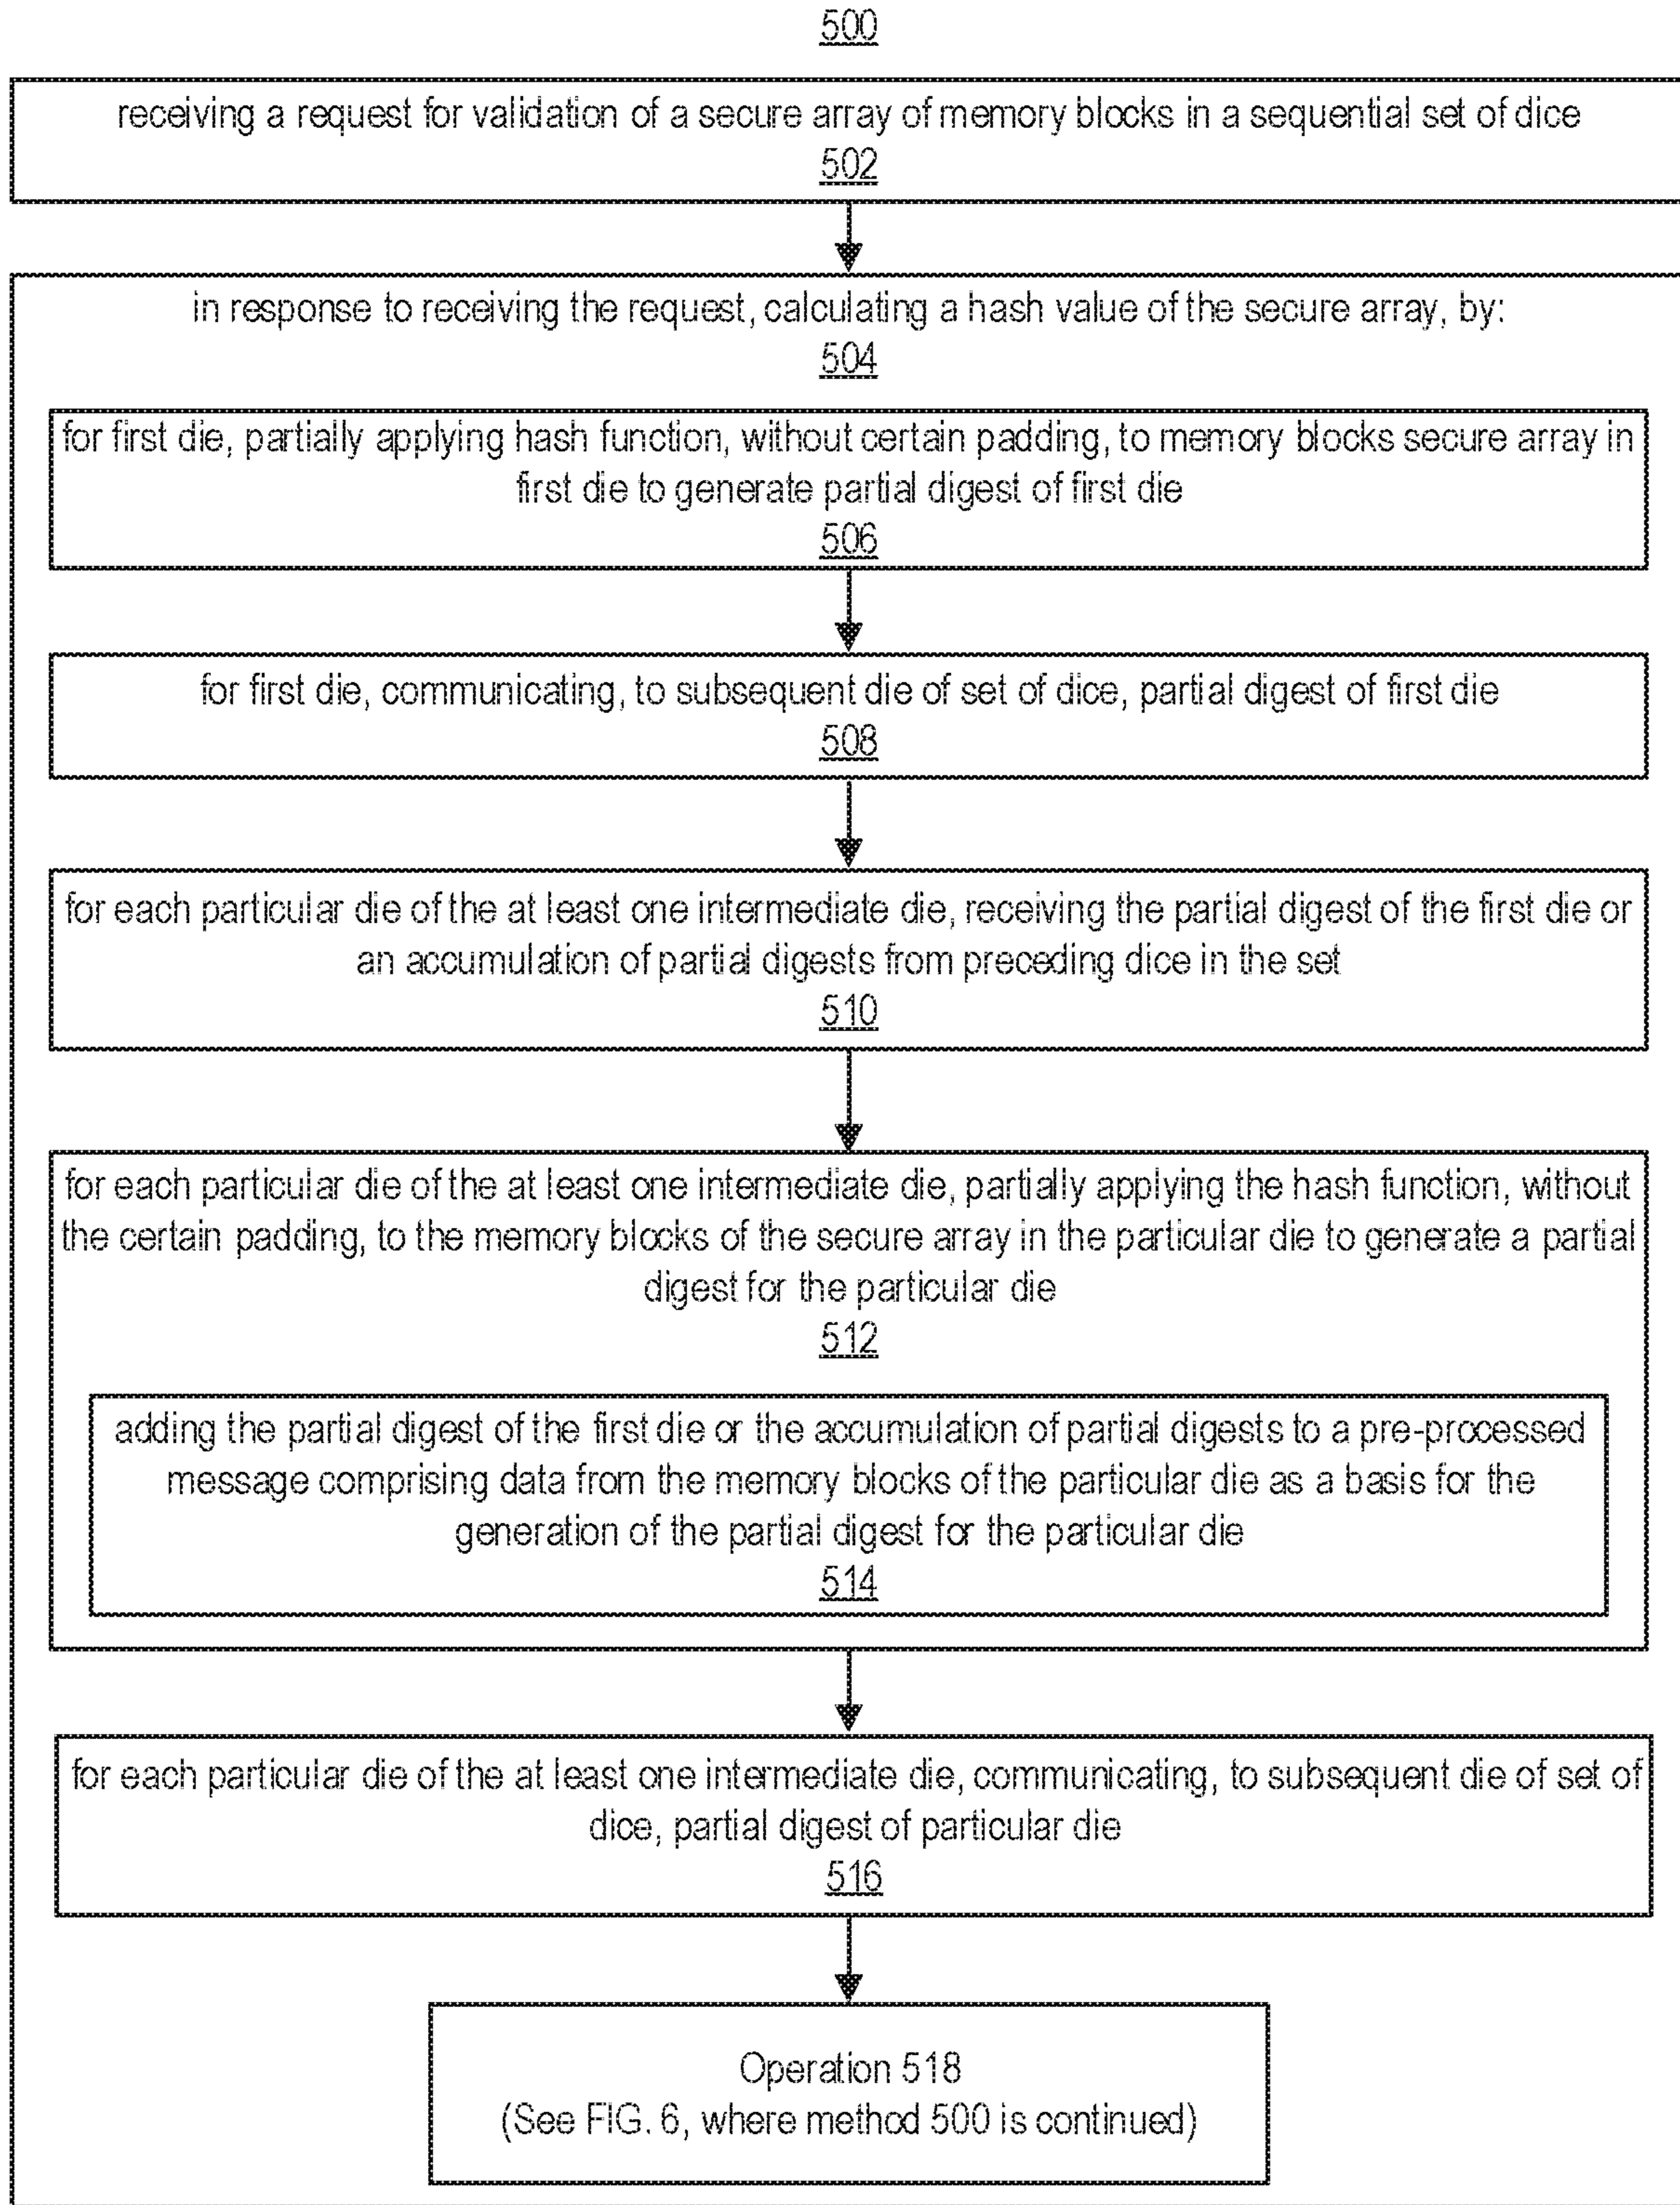 500
receiving a request for validation of a secure array of memory blocks in a sequential set of dice
502
in response to receiving the request, calculating a hash value of the secure array, by:
504
for first die, partially applying hash function, without certain padding, to memory blocks secure array in
first die to generate partial digest of first die
506
for first die, communicating, to subsequent die of set of dice, partial digest of first die
508
for each particular die of the at least one intermediate die, receiving the partial digest of the first die or
an accumulation of partial digests from preceding dice in the set
510
for each particular die of the at least one intermediate die, partially applying the hash function, without
the certain padding, to the memory blocks of the secure array in the particular die to generate a partial
digest for the particular die
512
adding the partial digest of the first die or the accumulation of partial digests to a pre-processed
message comprising data from the memory blocks of the particular die as a basis for the
generation of the partial digest for the particular die
514
for each particular die of the at least one intermediate die, communicating, to subsequent die of set of
dice, partial digest of particular die
516
Operation 518
(See FIG. 6, where method 500 is continued)